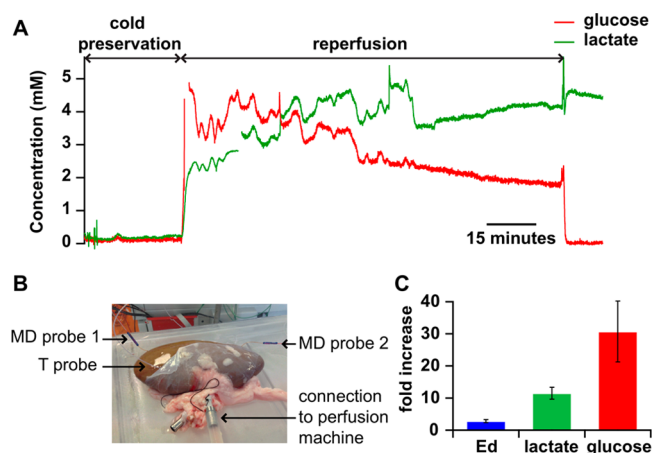 A
cold
preservation
reperfusion
glucose
lactate
Concentration (mM)
5
4
3
2
1
0
15 minutes
B
MD probe 1
T probe
MD probe 2
connection
to perfusion
machine
C
fold increase
40
30
20
10
0
Ed lactate glucose